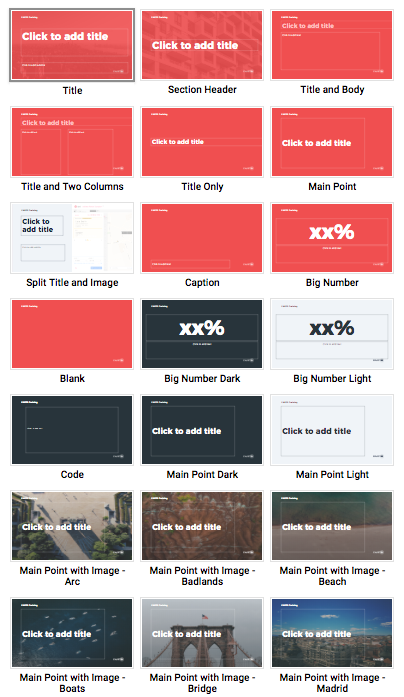 Click to add title
Click to add title
Title
Section Header
Title and Body
Click to add title
Click to add title
Click to add title
Click to add title
Title and Two Columns
Title Only
Main Point
Click to
add title
xx%
Split Title and Image
Caption
Big Number
xx%
xx%
Blank
Big Number Dark
Big Number Light
Click to add title
Click to add title
Code
Main Point Dark
Main Point Light
Click to add title
Click to add title
Click to add title
Main Point with Image -
Arc
Main Point with Image -
Badlands
Main Point with Image -
Beach
Click to add title
Click to add title
Click to add title
Main Point with Image -
Boats
Main Point with Image -
Bridge
Main Point with Image -
Madrid